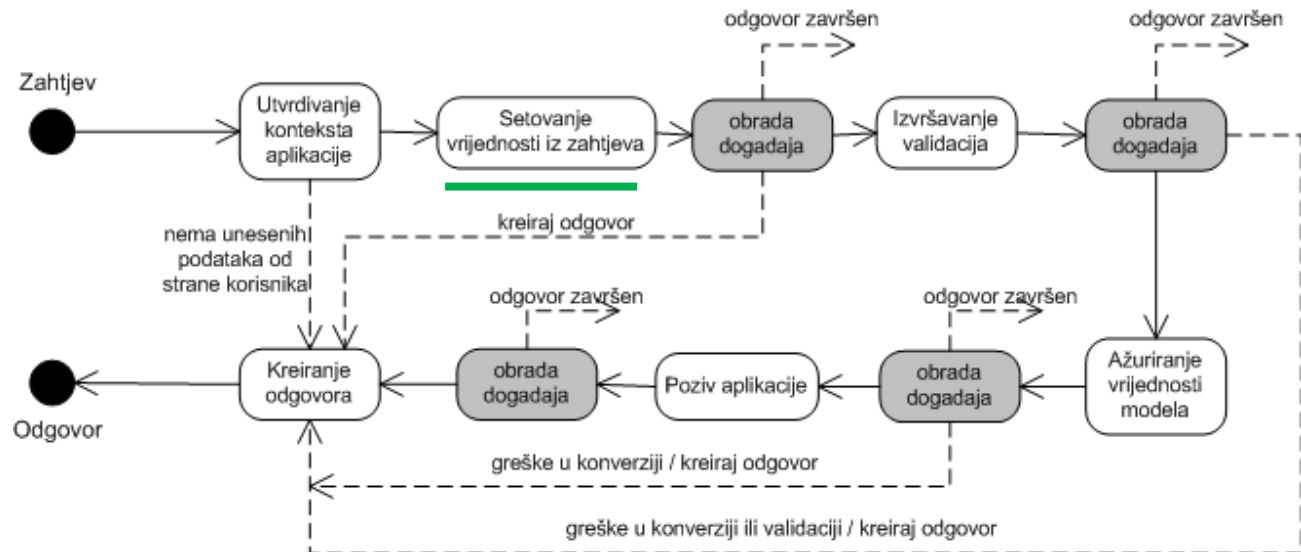 odgovor završen
odgovor završen
Zahtjev
Utvrdivanje
konteksta
aplikacije
Setovanje
vrijednosti iz zahtjeva
obrada
dogadaja
Izvršavanje
validacija
obrada
dogadaja
kreiraj odgovor
nema unesenih
podataka od
strane korisnika
odgovor završen
odgovor završen
Kreiranje
odgovora
obrada
dogadaja
Poziv aplikacije
obrada
dogadaja
Ažuriranje
vrijednosti
modela
Odgovor
greške u konverziji / kreiraj odgovor
greške u konverziji ili validaciji / kreiraj odgovor